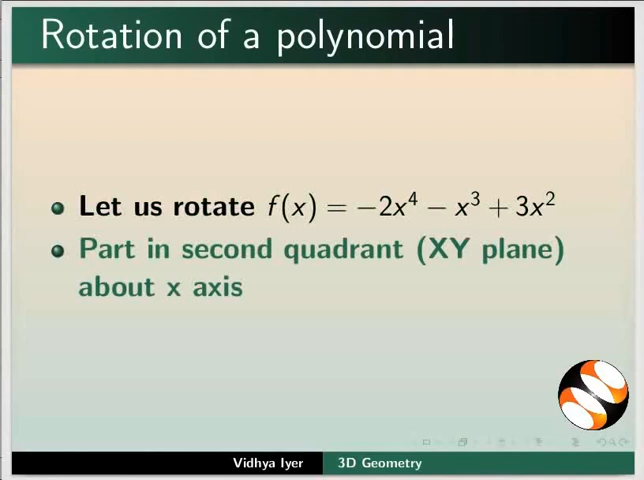 Rotation of a polynomial
Let us rotate f(x) = −2x⁴ − x³ + 3x²
Part in second quadrant (XY plane)
about x axis
Vidhya Iyer 3D Geometry